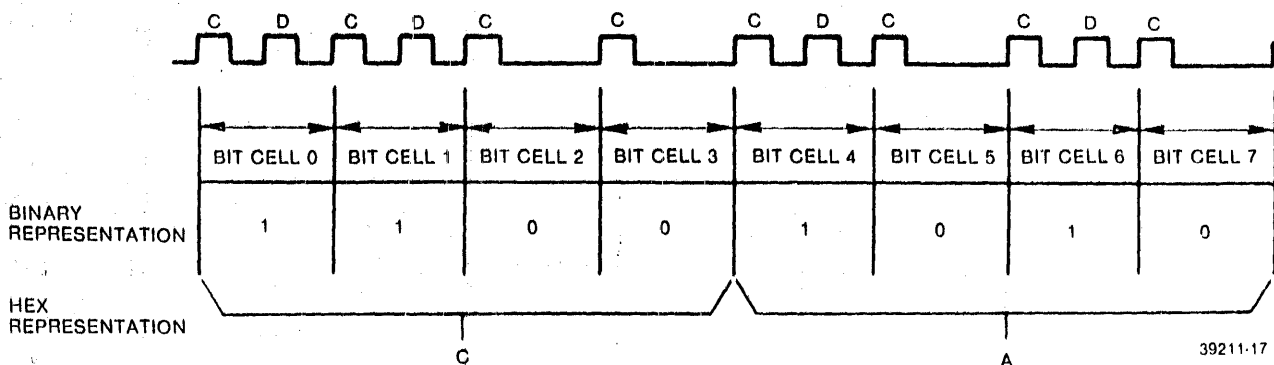 C D C D C C C D C C D C
BIT CELL 0 BIT CELL 1 BIT CELL 2 BIT CELL 3 BIT CELL 4 BIT CELL 5 BIT CELL 6 BIT CELL 7
BINARY
REPRESENTATION 1 1 0 0 1 0 1 0
HEX
REPRESENTATION
C A
39211-17